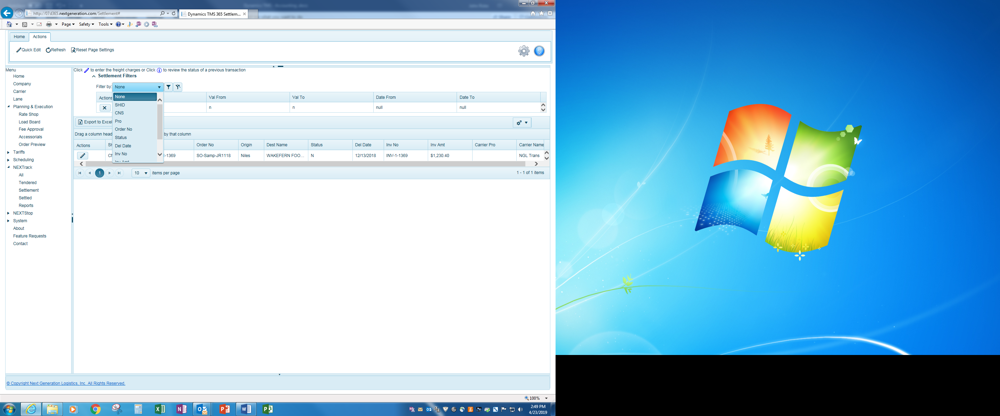 http://07d365.nextgeneration.com/Settlement#
Dynamics TMS 365 Settlem...
Page Safety Tools
Home Actions
Quick Edit Refresh Reset Page Settings
Menu
Home
Company
Carrier
Lane
Planning & Execution
Rate Shop
Load Board
Fee Approval
Accessorials
Order Preview
Tariffs
Scheduling
NEXTrack
All
Tendered
Settlement
Settled
Reports
NEXTStop
System
About
Feature Requests
Contact
Click to enter the freight charges or Click to review the status of a previous transaction
Settlement Filters
Filter by: None
None
SHID
CNS
Pro
Order No
Status
Del Date
Inv No
Inv Amt
Actions Val From Val To Date From Date To
n n null null
Export to Excel
Drag a column head by that column
Actions SH Order No Origin Dest Name Status Del Date Inv No Inv Amt Carrier Pro Carrier Name
CN 1-1369 SO-Samp-JR1118 Niles WAKEFERN FOO... N 12/13/2018 INV-1-1369 $1,230.40 NGL Trans
1 10 items per page 1 - 1 of 1 items
© Copyright Next Generation Logistics, Inc. All Rights Reserved.
100%
2:49 PM
4/23/2019